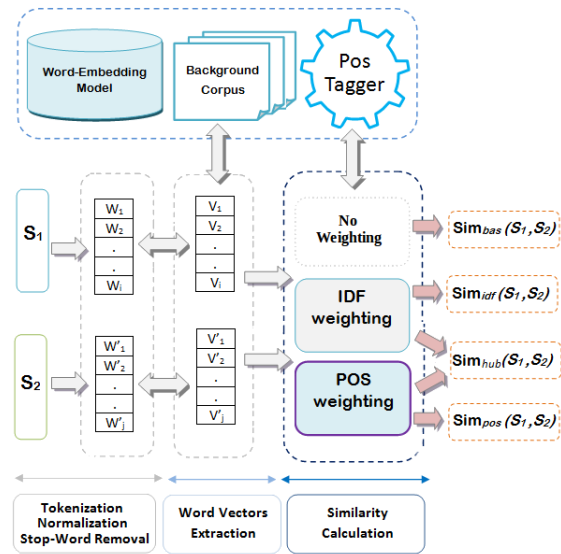 Word-Embedding
Model
Background
Corpus
Pos
Tagger
S1
W1
W2
.
.
Wi
V1
V2
.
.
Vi
No
Weighting
IDF
weighting
POS
weighting
Simbas(S1,S2)
Simidf(S1,S2)
Simhub(S1,S2)
Simpos(S1,S2)
S2
W'1
W'2
.
.
W'j
V'1
V'2
.
.
V'j
Tokenization
Normalization
Stop-Word Removal
Word Vectors
Extraction
Similarity
Calculation